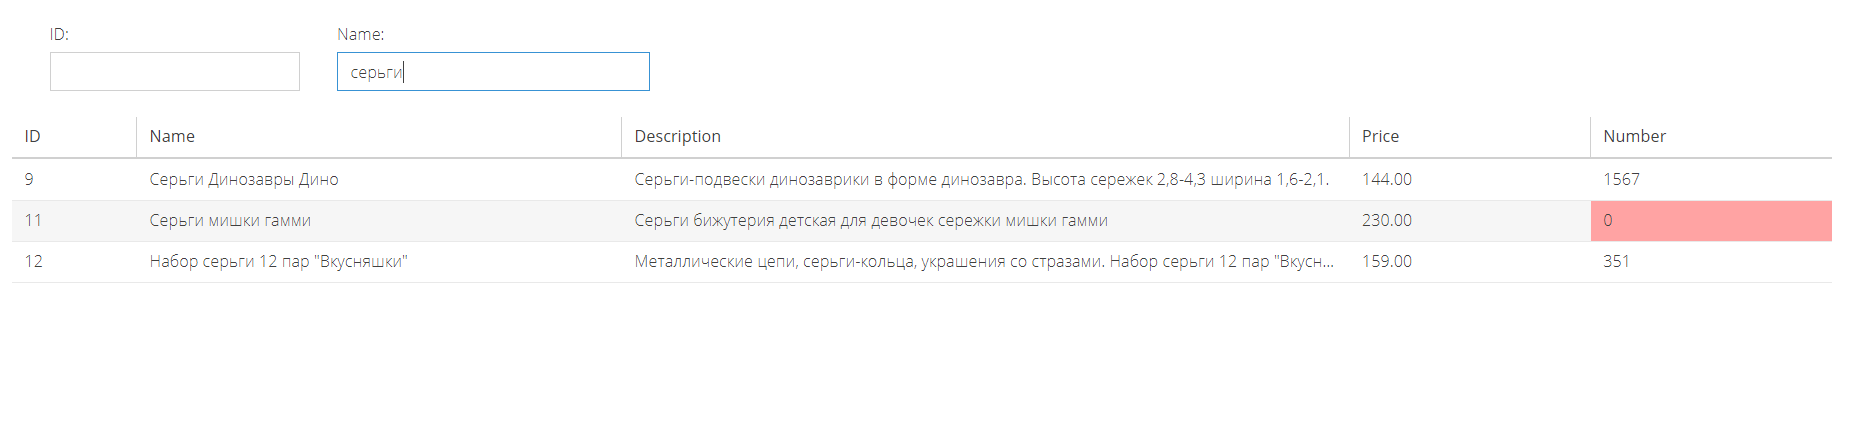 ID: Name:
серьги
ID Name Description Price Number
9 Серьги Динозавры Дино Серьги-подвески динозаврики в форме динозавра. Высота сережек 2,8-4,3 ширина 1,6-2,1. 144.00 1567
11 Серьги мишки гамми Серьги бижутерия детская для девочек сережки мишки гамми 230.00 0
12 Набор серьги 12 пар "Вкусняшки" Металлические цепи, серьги-кольца, украшения со стразами. Набор серьги 12 пар "Вкусн... 159.00 351